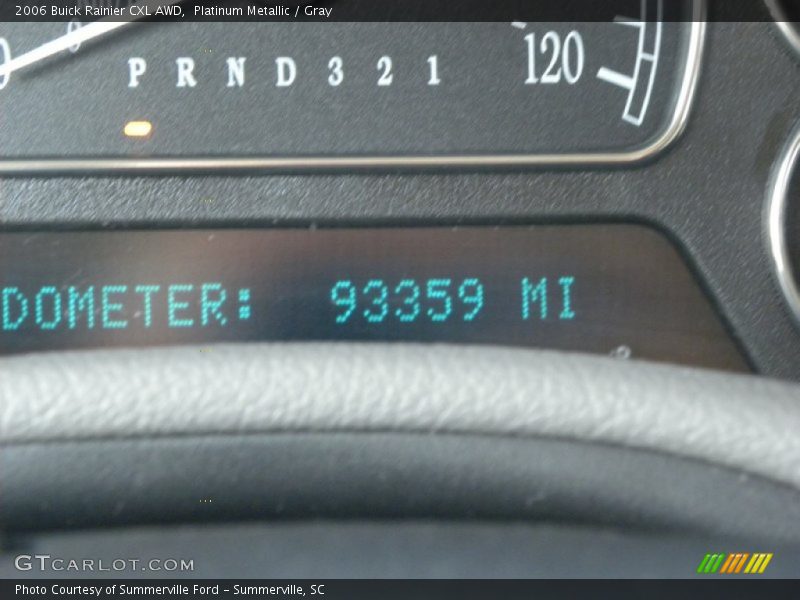 2006 Buick Rainier CXL AWD, Platinum Metallic / Gray
P R N D 3 2 1
120
DOMETER: 93359 MI
GTCARLOT.COM
Photo Courtesy of Summerville Ford – Summerville, SC